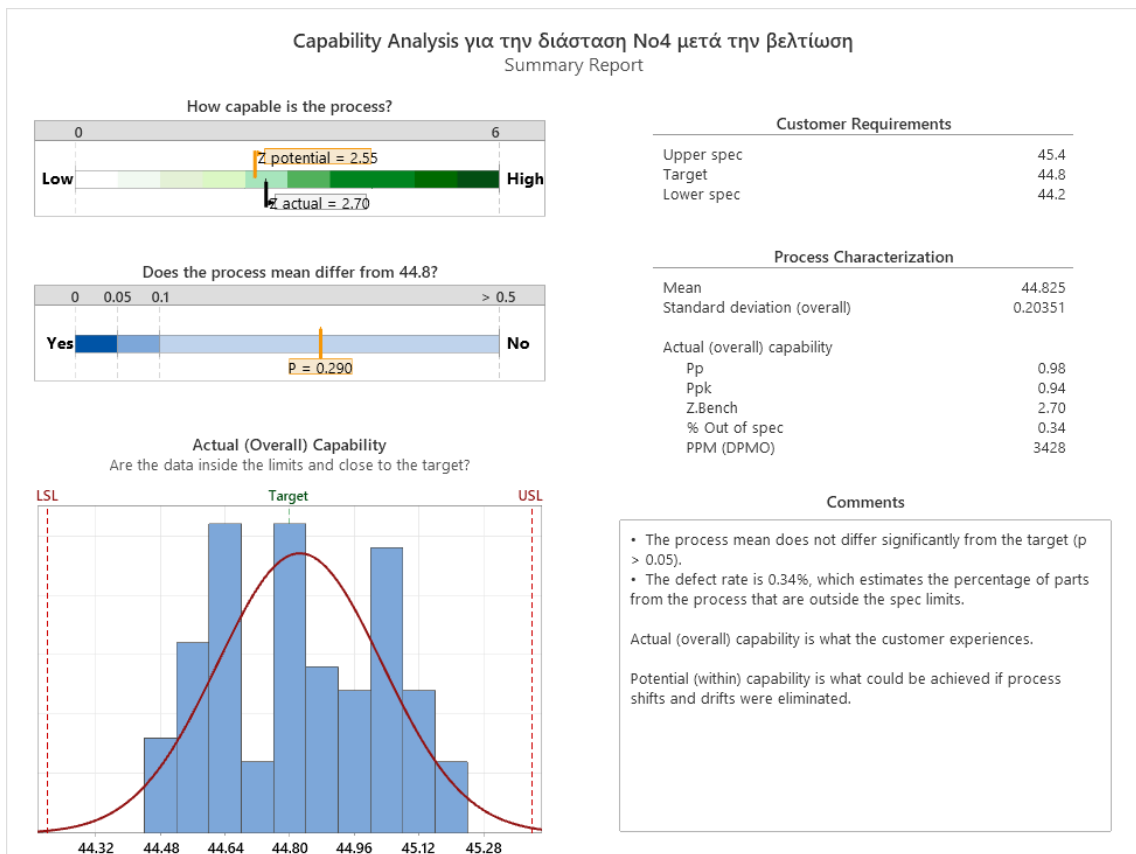 Capability Analysis για την διάσταση Νο4 μετά την βελτίωση
Summary Report
How capable is the process?
0 6
Z potential = 2.55
Low High
Z actual = 2.70
Does the process mean differ from 44.8?
0 0.05 0.1 > 0.5
Yes No
P = 0.290
Actual (Overall) Capability
Are the data inside the limits and close to the target?
LSL Target USL
44.32 44.48 44.64 44.80 44.96 45.12 45.28
Customer Requirements
Upper spec 45.4
Target 44.8
Lower spec 44.2
Process Characterization
Mean 44.825
Standard deviation (overall) 0.20351
Actual (overall) capability
Pp 0.98
Ppk 0.94
Z.Bench 2.70
% Out of spec 0.34
PPM (DPMO) 3428
Comments
• The process mean does not differ significantly from the target (p
> 0.05).
• The defect rate is 0.34%, which estimates the percentage of parts
from the process that are outside the spec limits.
Actual (overall) capability is what the customer experiences.
Potential (within) capability is what could be achieved if process
shifts and drifts were eliminated.